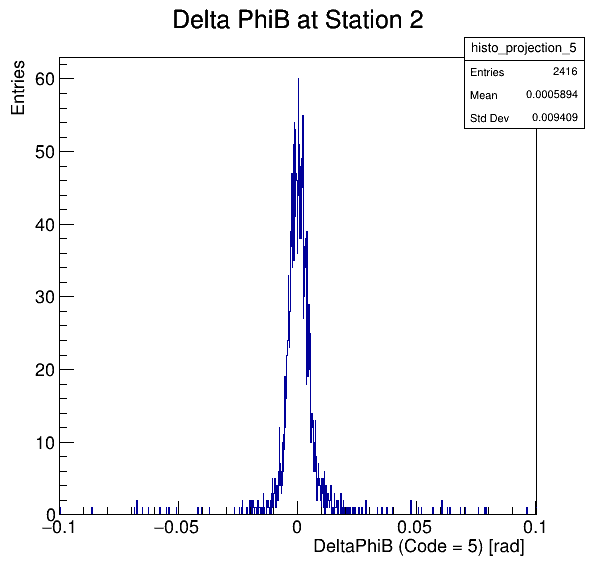 Delta PhiB at Station 2
histo_projection_5
Entries 2416
Mean 0.0005894
Std Dev 0.009409
Entries
60
50
40
30
20
10
0
−0.1 −0.05 0 0.05 0.1
DeltaPhiB (Code = 5) [rad]